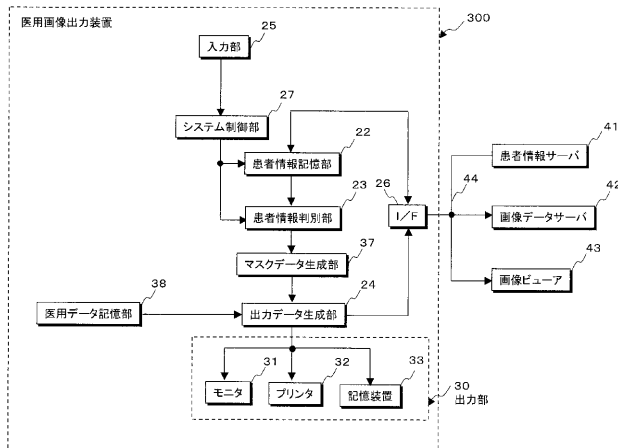 医用画像出力装置
300
25
入力部
27
システム制御部
22
患者情報記憶部
41
患者情報サーバ
23
患者情報判別部
26
I/F
44
42
画像データサーバ
37
マスクデータ生成部
43
画像ビューア
38
医用データ記憶部
24
出力データ生成部
31
モニタ
32
プリンタ
33
記憶装置
30
出力部